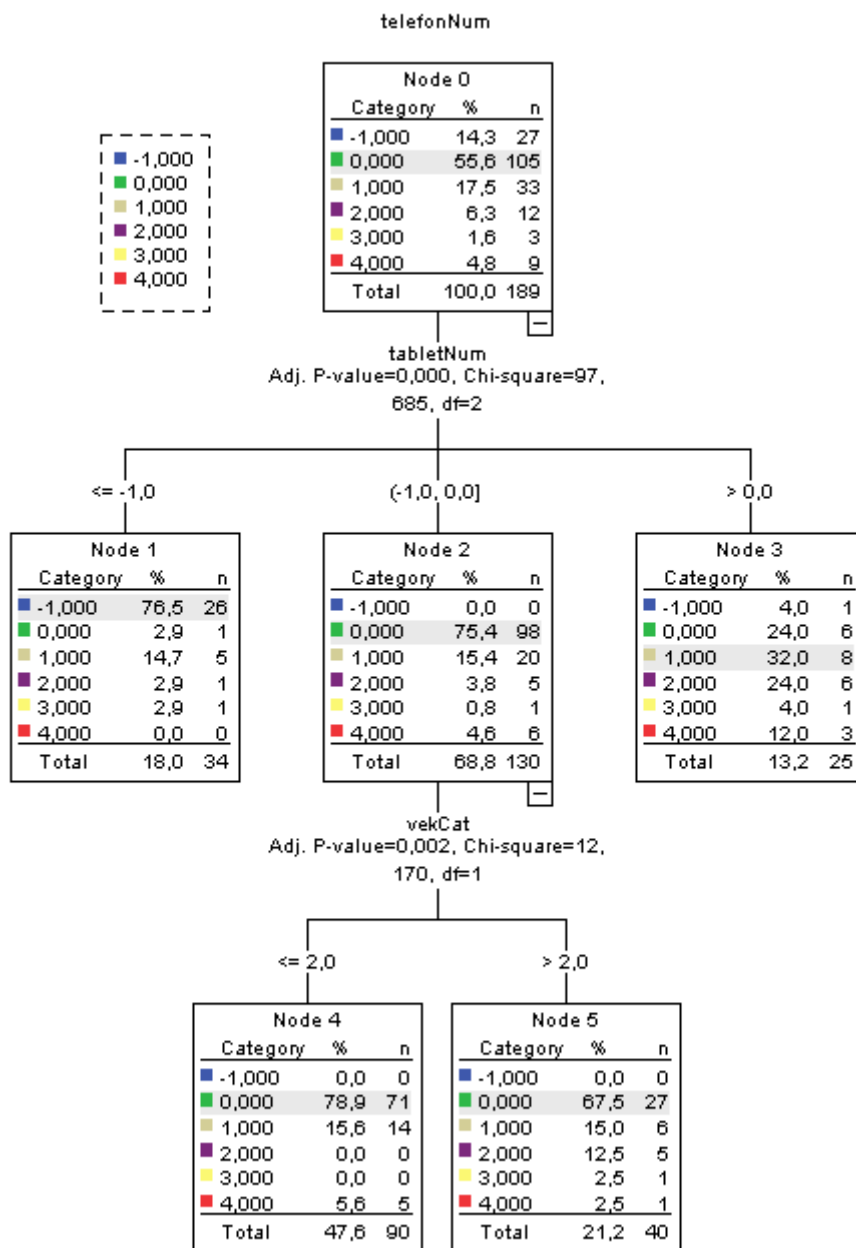 telefonNum
-1,000
0,000
1,000
2,000
3,000
4,000
Node 0
Category % n
-1,000 14,3 27
0,000 55,6 105
1,000 17,5 33
2,000 6,3 12
3,000 1,6 3
4,000 4,8 9
Total 100,0 189
tabletNum
Adj. P-value=0,000, Chi-square=97,
685, df=2
<= -1,0
(-1,0, 0,0]
> 0,0
Node 1
Category % n
-1,000 76,5 26
0,000 2,9 1
1,000 14,7 5
2,000 2,9 1
3,000 2,9 1
4,000 0,0 0
Total 18,0 34
Node 2
Category % n
-1,000 0,0 0
0,000 75,4 98
1,000 15,4 20
2,000 3,8 5
3,000 0,8 1
4,000 4,6 6
Total 68,8 130
Node 3
Category % n
-1,000 4,0 1
0,000 24,0 6
1,000 32,0 8
2,000 24,0 6
3,000 4,0 1
4,000 12,0 3
Total 13,2 25
vekCat
Adj. P-value=0,002, Chi-square=12,
170, df=1
<= 2,0
> 2,0
Node 4
Category % n
-1,000 0,0 0
0,000 78,9 71
1,000 15,6 14
2,000 0,0 0
3,000 0,0 0
4,000 5,6 5
Total 47,6 90
Node 5
Category % n
-1,000 0,0 0
0,000 67,5 27
1,000 15,0 6
2,000 12,5 5
3,000 2,5 1
4,000 2,5 1
Total 21,2 40